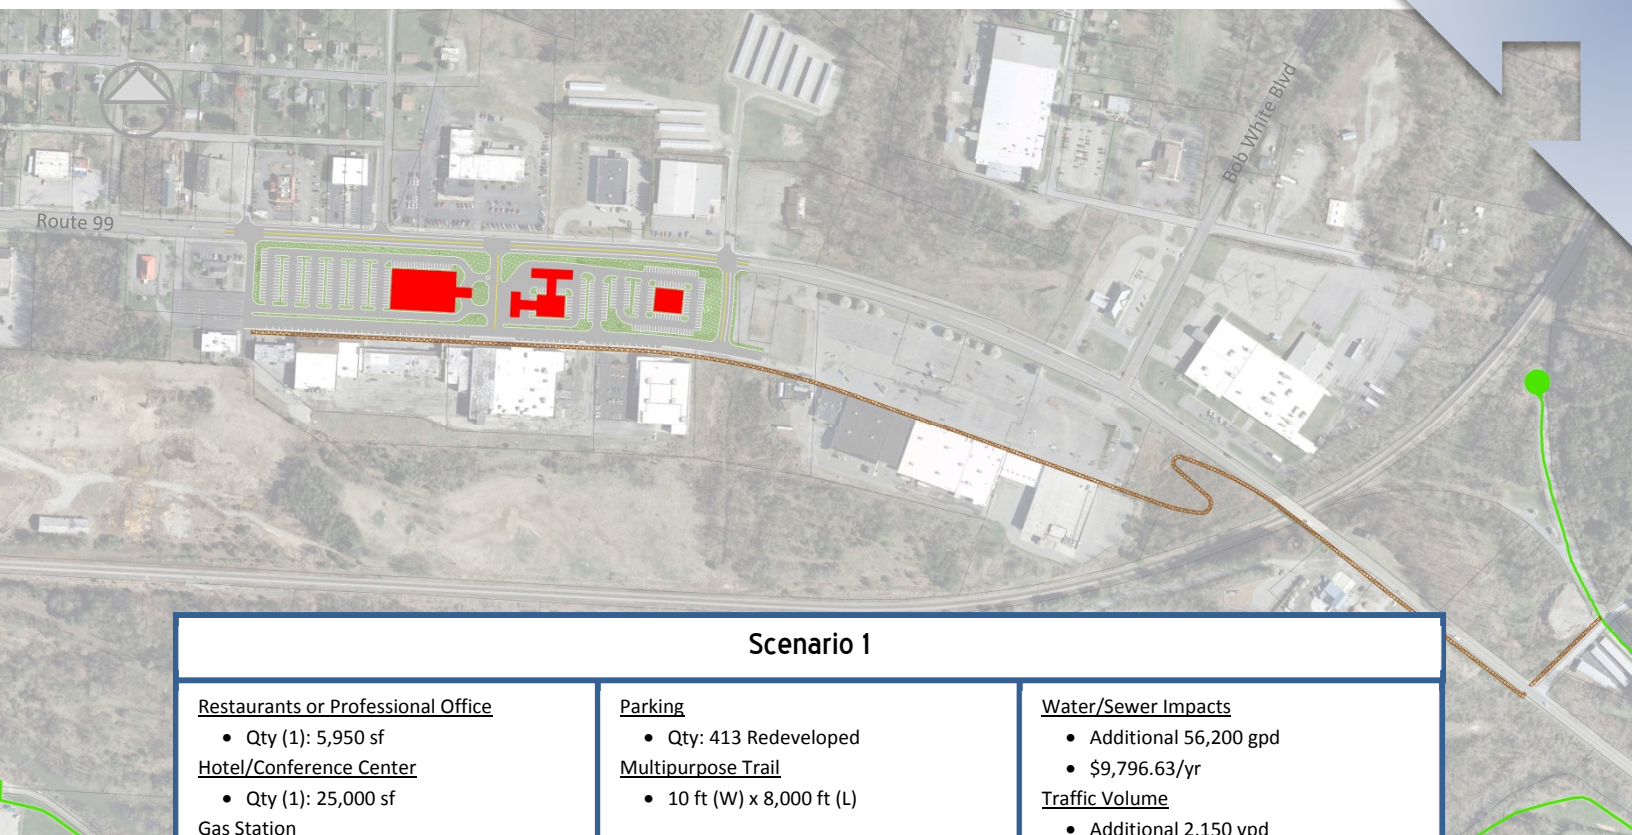 Bob White Blvd
Route 99
Scenario 1
Restaurants or Professional Office
• Qty (1): 5,950 sf
Hotel/Conference Center
• Qty (1): 25,000 sf
Gas Station
Parking
• Qty: 413 Redeveloped
Multipurpose Trail
• 10 ft (W) x 8,000 ft (L)
Water/Sewer Impacts
• Additional 56,200 gpd
• $9,796.63/yr
Traffic Volume
• Additional 2,150 vpd